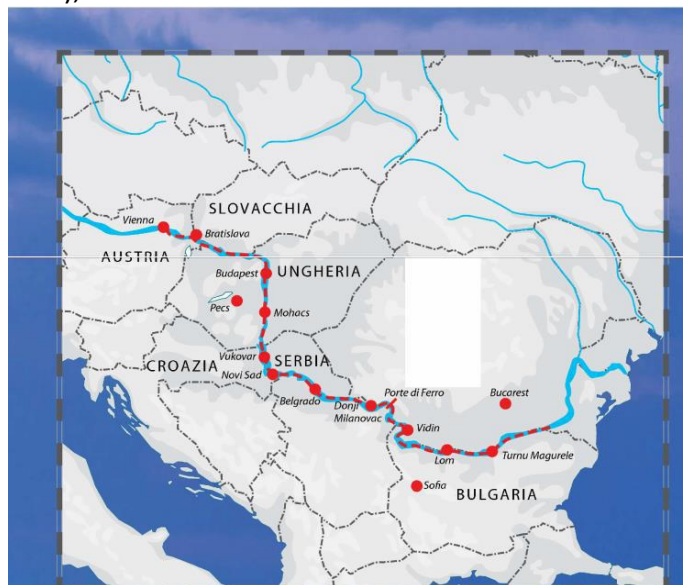 SLOVACCHIA
Vienna
Bratislava
AUSTRIA
Budapest
UNGHERIA
Pecs
Mohacs
Vukovar
CROAZIA
SERBIA
Novi Sad
Belgrado
Donji
Milanovac
Porte di Ferro
Bucarest
Vidin
Lom
Turnu Magurele
Sofia
BULGARIA